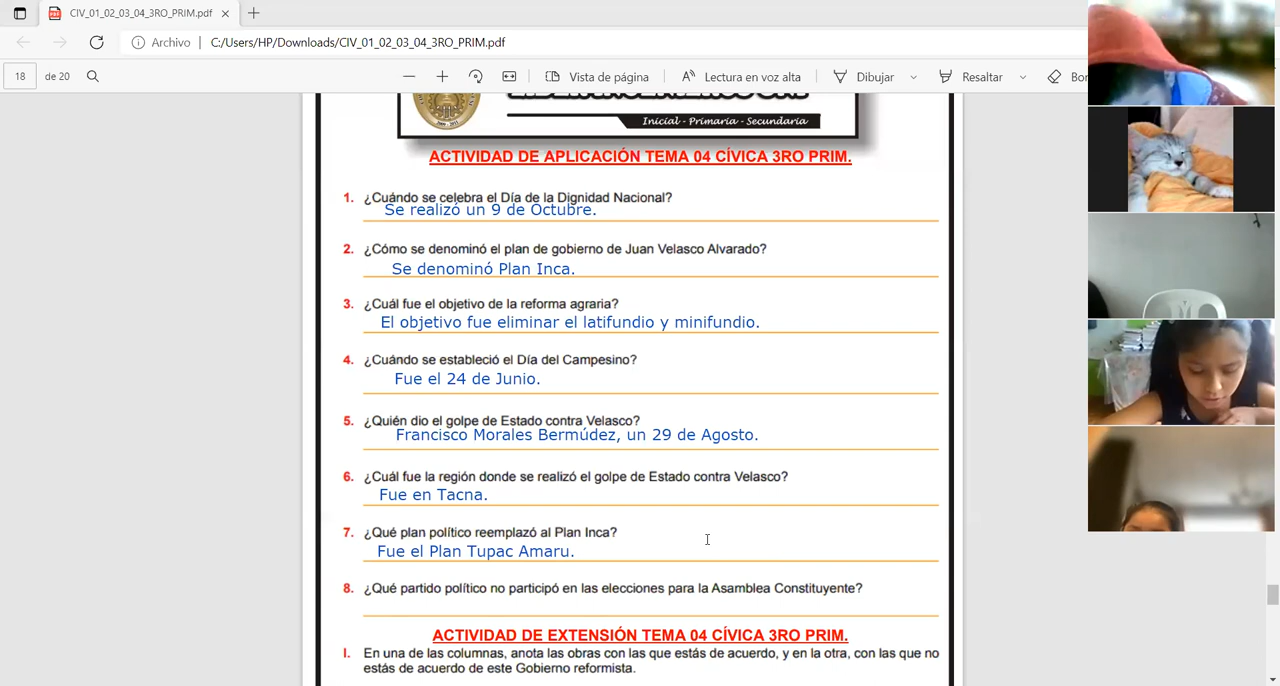 CIV_01_02_03_04_3RO_PRIM.pdf
Archivo C:/Users/HP/Downloads/CIV_01_02_03_04_3RO_PRIM.pdf
18 de 20 Vista de página Lectura en voz alta Dibujar Resaltar
Inicial - Primaria - Secundaria
ACTIVIDAD DE APLICACIÓN TEMA 04 CÍVICA 3RO PRIM.
1. ¿Cuándo se celebra el Día de la Dignidad Nacional?
Se realizó un 9 de Octubre.
2. ¿Cómo se denominó el plan de gobierno de Juan Velasco Alvarado?
Se denominó Plan Inca.
3. ¿Cuál fue el objetivo de la reforma agraria?
El objetivo fue eliminar el latifundio y minifundio.
4. ¿Cuándo se estableció el Día del Campesino?
Fue el 24 de Junio.
5. ¿Quién dio el golpe de Estado contra Velasco?
Francisco Morales Bermúdez, un 29 de Agosto.
6. ¿Cuál fue la región donde se realizó el golpe de Estado contra Velasco?
Fue en Tacna.
7. ¿Qué plan político reemplazó al Plan Inca?
Fue el Plan Tupac Amaru.
8. ¿Qué partido político no participó en las elecciones para la Asamblea Constituyente?
ACTIVIDAD DE EXTENSIÓN TEMA 04 CÍVICA 3RO PRIM.
I. En una de las columnas, anota las obras con las que estás de acuerdo, y en la otra, con las que no
estás de acuerdo de este Gobierno reformista.